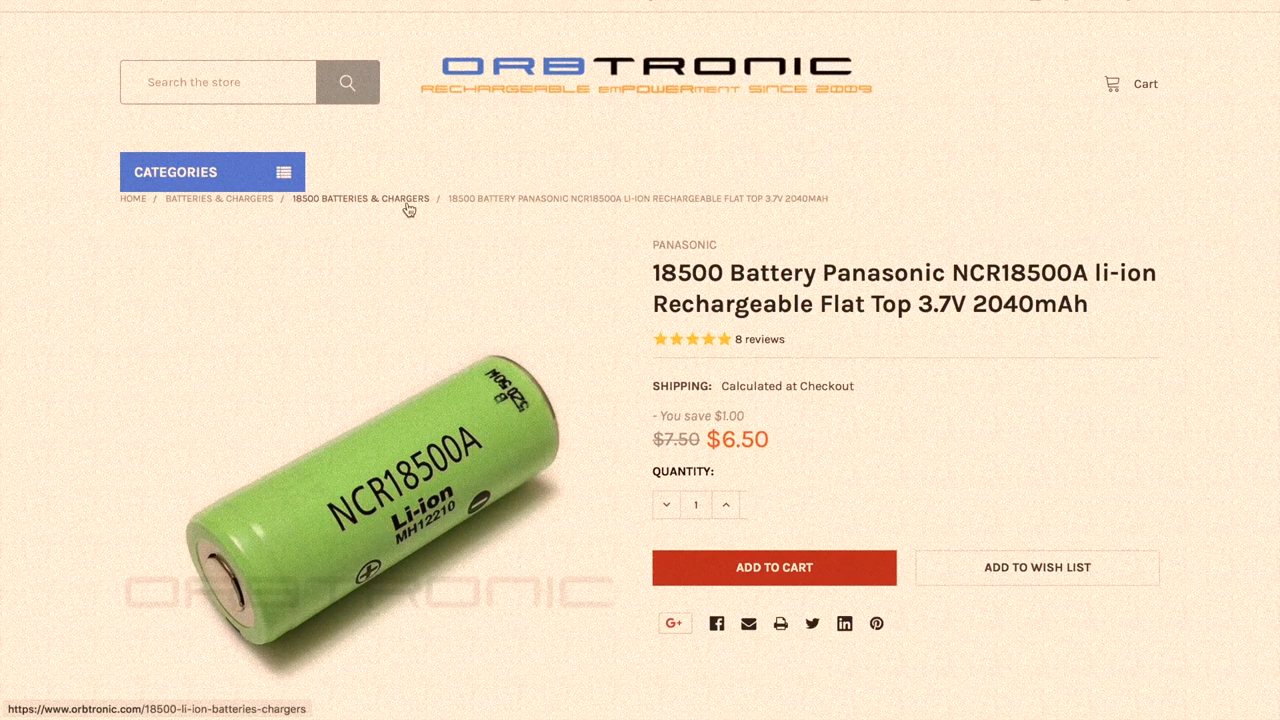 Search the store
ORBTRONIC
RECHARGEABLE emPOWERment SINCE 2009
Cart
CATEGORIES
HOME / BATTERIES & CHARGERS / 18500 BATTERIES & CHARGERS / 18500 BATTERY PANASONIC NCR18500A LI-ION RECHARGEABLE FLAT TOP 3.7V 2040MAH
PANASONIC
18500 Battery Panasonic NCR18500A li-ion
Rechargeable Flat Top 3.7V 2040mAh
8 reviews
SHIPPING: Calculated at Checkout
- You save $1.00
$7.50 $6.50
QUANTITY:
1
ADD TO CART
ADD TO WISH LIST
G+
NCR18500A
Li-ion
MH12210
ORBTRONIC
https://www.orbtronic.com/18500-li-ion-batteries-chargers